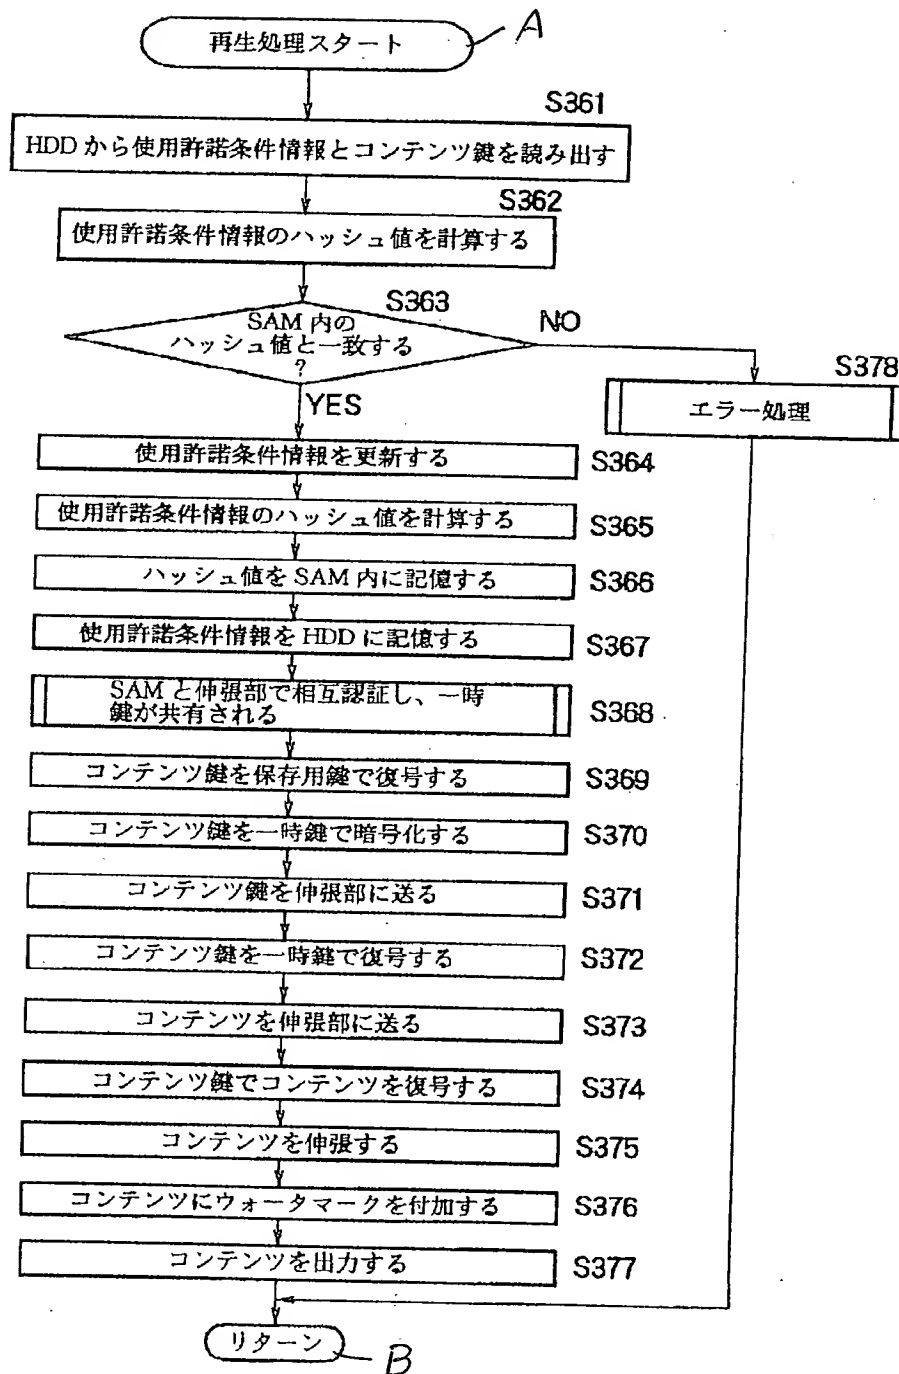 再生処理スタート
A
S361
HDDから使用許諾条件情報とコンテンツ鍵を読み出す
S362
使用許諾条件情報のハッシュ値を計算する
S363
SAM内の
ハッシュ値と一致する
?
NO
YES
S378
エラー処理
使用許諾条件情報を更新する
S364
使用許諾条件情報のハッシュ値を計算する
S365
ハッシュ値をSAM内に記憶する
S366
使用許諾条件情報をHDDに記憶する
S367
SAMと伸張部で相互認証し、一時
鍵が共有される
S368
コンテンツ鍵を保存用鍵で復号する
S369
コンテンツ鍵を一時鍵で暗号化する
S370
コンテンツ鍵を伸張部に送る
S371
コンテンツ鍵を一時鍵で復号する
S372
コンテンツを伸張部に送る
S373
コンテンツ鍵でコンテンツを復号する
S374
コンテンツを伸張する
S375
コンテンツにウォータマークを付加する
S376
コンテンツを出力する
S377
リターン
B